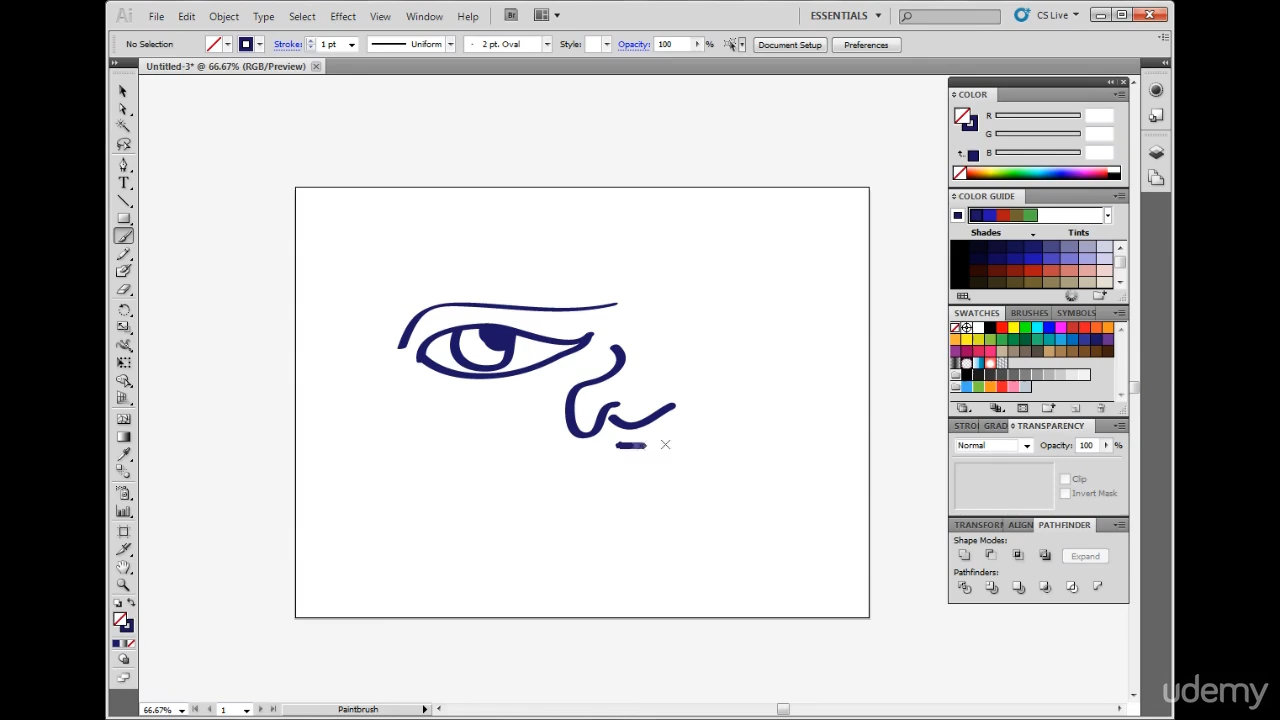 Ai File Edit Object Type Select Effect View Window Help Br ESSENTIALS CS Live
No Selection Stroke: 1 pt Uniform 2 pt. Oval Style: Opacity: 100 % Document Setup Preferences
Untitled-3* @ 66.67% (RGB/Preview)
COLOR
R
G
B
COLOR GUIDE
Shades Tints
SWATCHES BRUSHES SYMBOLS
STRO GRAD TRANSPARENCY
Normal Opacity: 100 %
Clip
Invert Mask
TRANSFORM ALIGN PATHFINDER
Shape Modes:
Expand
Pathfinders:
66.67% 1 Paintbrush
udemy